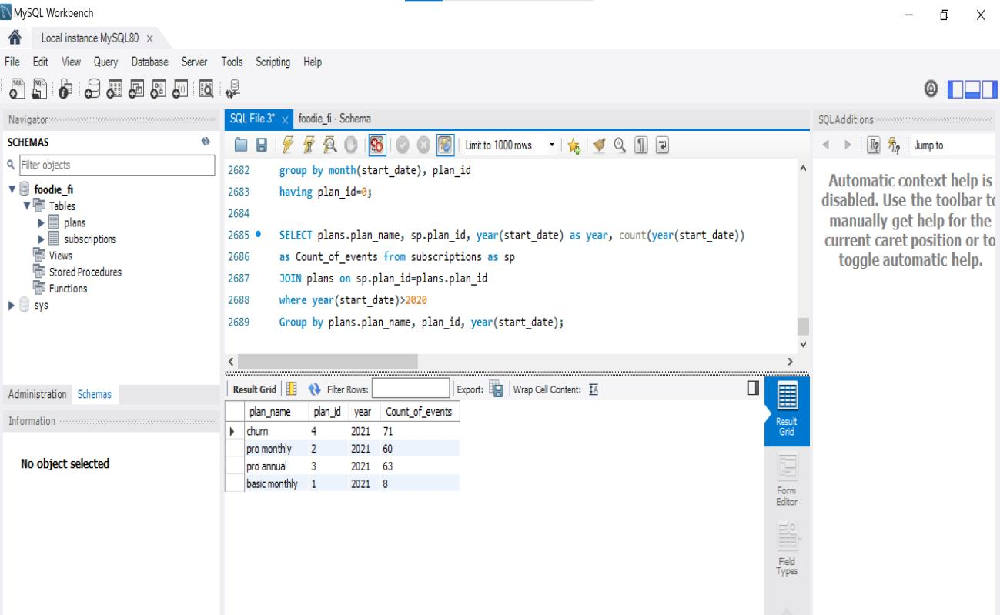 MySQL Workbench
Local instance MySQL80 x
File Edit View Query Database Server Tools Scripting Help
Navigator
SCHEMAS
Filter objects
foodie_fi
Tables
plans
subscriptions
Views
Stored Procedures
Functions
sys
Administration Schemas
Information
No object selected
SQL File 3* x foodie_fi - Schema
Limit to 1000 rows
2682 group by month(start_date), plan_id
2683 having plan_id=0;
2684
2685 SELECT plans.plan_name, sp.plan_id, year(start_date) as year, count(year(start_date))
2686 as Count_of_events from subscriptions as sp
2687 JOIN plans on sp.plan_id=plans.plan_id
2688 where year(start_date)>2020
2689 Group by plans.plan_name, plan_id, year(start_date);
Result Grid Filter Rows: Export: Wrap Cell Content: IA
plan_name plan_id year Count_of_events
churn 4 2021 71
pro monthly 2 2021 60
pro annual 3 2021 63
basic monthly 1 2021 8
Result
Grid
Form
Editor
Field
Types
SQLAdditions
Jump to
Automatic context help is
disabled. Use the toolbar to
manually get help for the
current caret position or to
toggle automatic help.